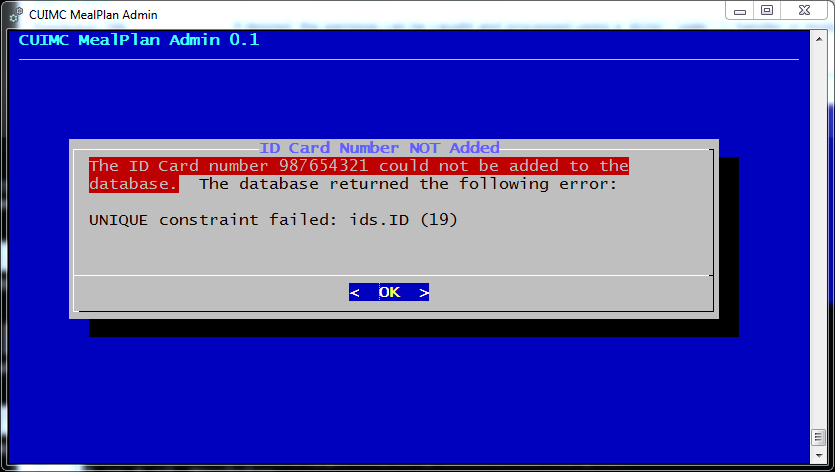 CUIMC MealPlan Admin
CUIMC MealPlan Admin 0.1
ID Card Number NOT Added
The ID Card number 987654321 could not be added to the
database.  The database returned the following error:
UNIQUE constraint failed: ids.ID (19)
<  OK  >